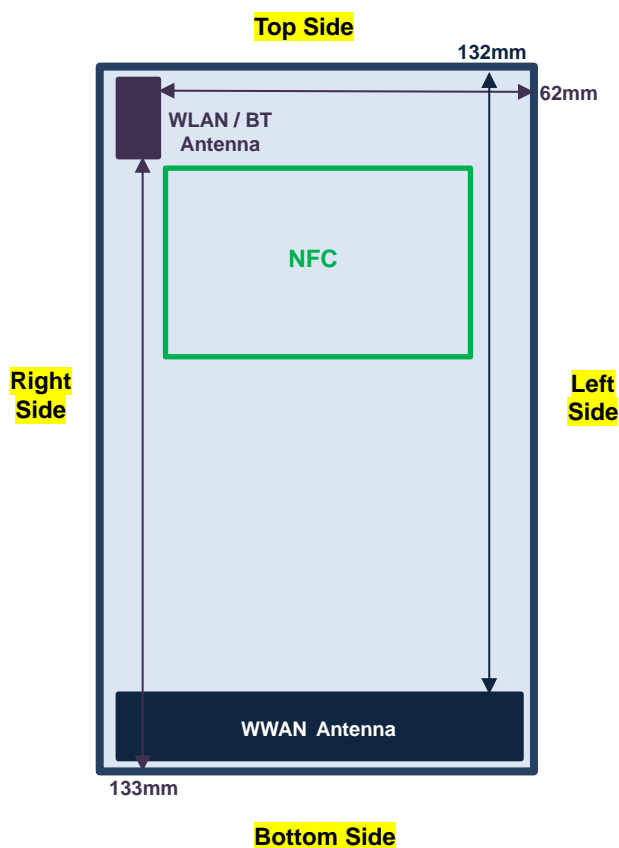 Top Side
132mm
62mm
WLAN / BT
Antenna
NFC
Right
Side
Left
Side
WWAN  Antenna
133mm
Bottom Side